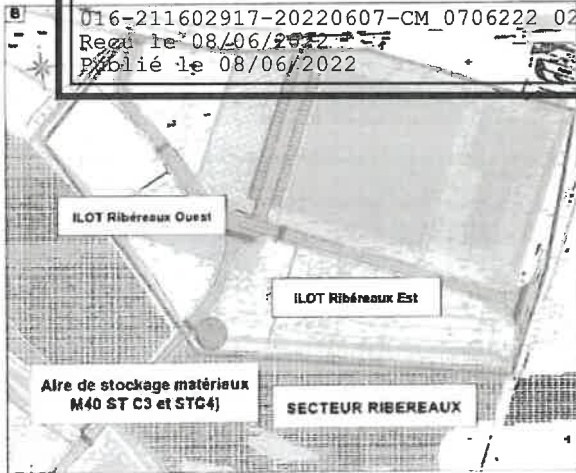 B
016-211602917-20220607-CM_0706222_02
Reçu le 08/06/2022
Publié le 08/06/2022
ILOT Ribéreaux Ouest
ILOT Ribéreaux Est
Aire de stockage matériaux
M40 ST C3 et STC4)
SECTEUR RIBEREAUX